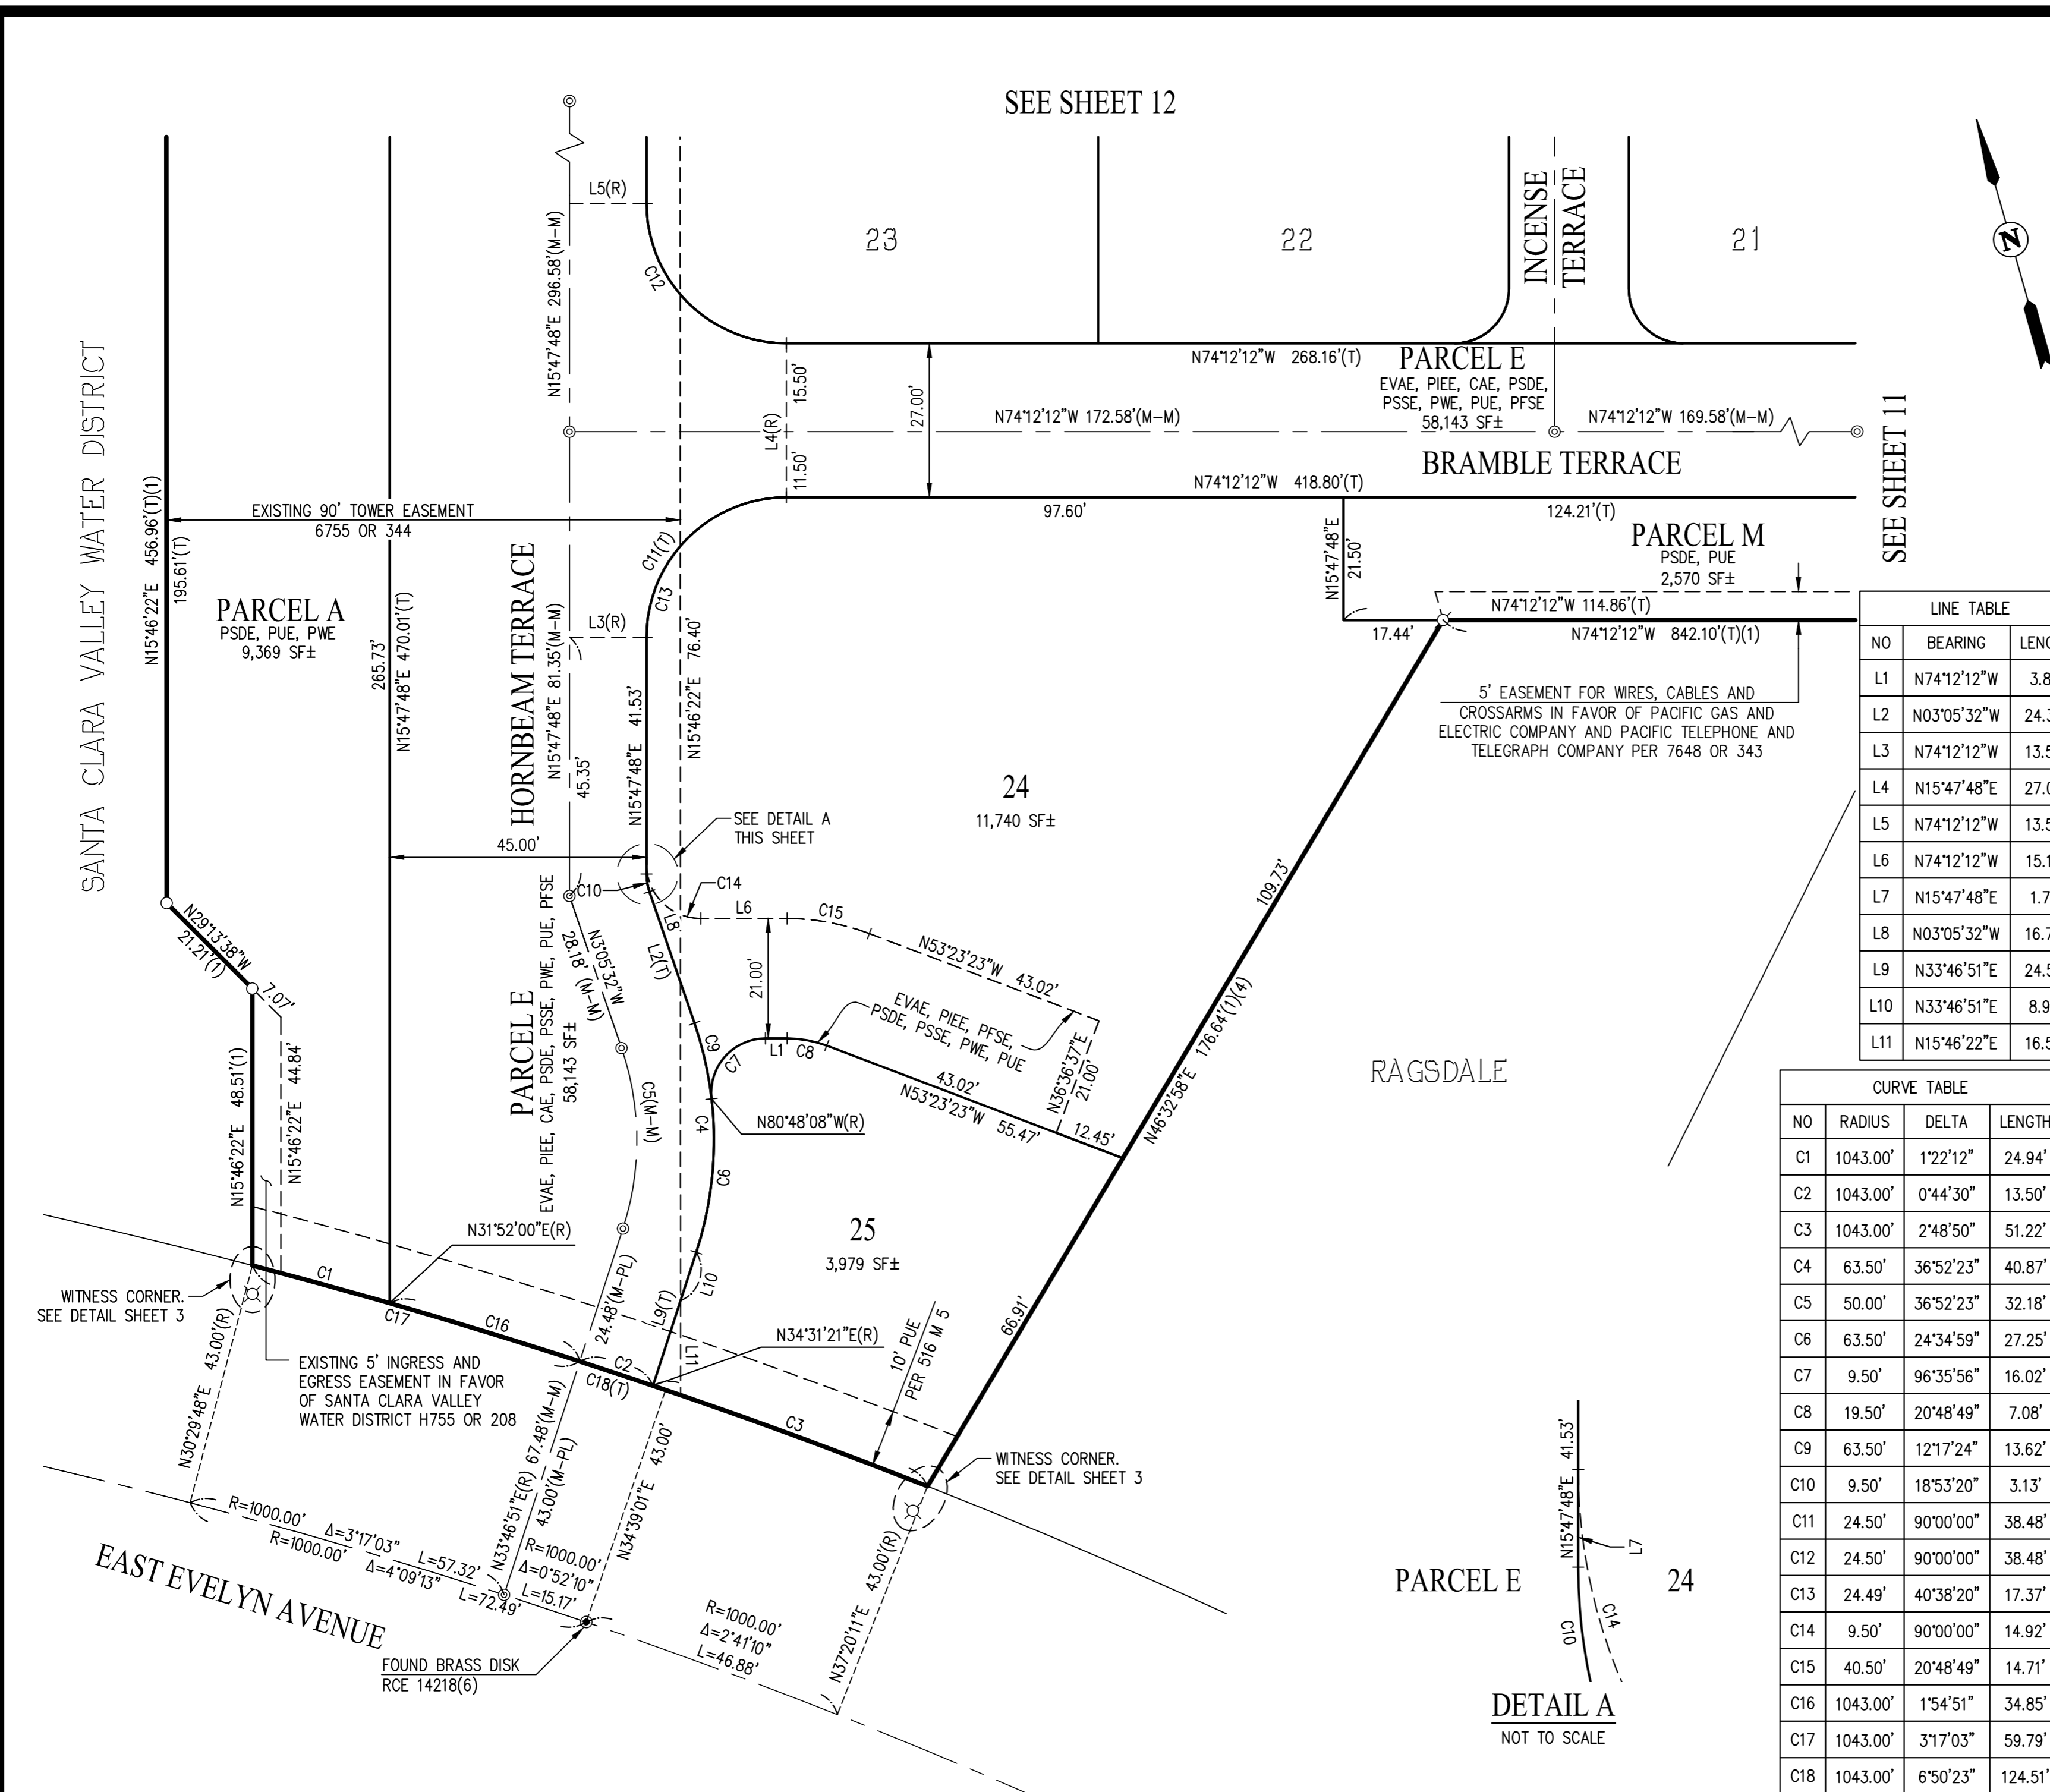 SEE SHEET 12
L5(R)
N15°47'48"E 296.58'(M-M)
C12
23
22
INCENSE
TERRACE
21
N
SANTA CLARA VALLEY WATER DISTRICT
N15°46'22"E 456.96'(T)(1)
195.61'(T)
EXISTING 90' TOWER EASEMENT
6755 OR 344
PARCEL A
PSDE, PUE, PWE
9,369 SF±
265.73'
N15°47'48"E 470.01'(T)
N74°12'12"W 268.16'(T)
PARCEL E
EVAE, PIEE, CAE, PSDE,
PSSE, PWE, PUE, PFSE
58,143 SF±
15.50'
L4(R)
11.50'
27.00'
N74°12'12"W 172.58'(M-M)
N74°12'12"W 169.58'(M-M)
BRAMBLE TERRACE
N74°12'12"W 418.80'(T)
97.60'
124.21'(T)
SEE SHEET 11
PARCEL M
PSDE, PUE
2,570 SF±
N15°47'48"E
21.50'
N74°12'12"W 114.86'(T)
17.44'
N74°12'12"W 842.10'(T)(1)
5' EASEMENT FOR WIRES, CABLES AND
CROSSARMS IN FAVOR OF PACIFIC GAS AND
ELECTRIC COMPANY AND PACIFIC TELEPHONE AND
TELEGRAPH COMPANY PER 7648 OR 343
HORNBEAM TERRACE
N15°47'48"E 81.35'(M-M)
45.35'
C11(T)
C13
L3(R)
N15°47'48"E 41.53'
N15°46'22"E 76.40'
45.00'
SEE DETAIL A
THIS SHEET
24
11,740 SF±
C10
C14
L8
L6
C15
L2(T)
N53°23'23"W 43.02'
21.00'
EVAE, PIEE, PFSE,
PSDE, PSSE, PWE, PUE
N36°36'37"E
21.00'
109.73'
N46°32'58"E 176.64'(1)(4)
N29°13'38"W
21.21'(1)
7.07'
N15°46'22"E 48.51'(1)
N15°46'22"E 44.84'
N3°05'32"W
28.18' (M-M)
PARCEL E
EVAE, PIEE, CAE, PSDE, PSSE, PWE, PUE, PFSE
58,143 SF±
C5(M-M)
C9
C7
L1
C8
43.02'
N53°23'23"W 55.47'
12.45'
C4
N80°48'08"W(R)
C6
RAGSDALE
25
3,979 SF±
N31°52'00"E(R)
L10
L9(T)
24.48'(M-PL)
C1
C17
C16
C2
C18(T)
L11
N34°31'21"E(R)
C3
10' PUE
PER 516 M 5
66.91'
WITNESS CORNER.
SEE DETAIL SHEET 3
EXISTING 5' INGRESS AND
EGRESS EASEMENT IN FAVOR
OF SANTA CLARA VALLEY
WATER DISTRICT H755 OR 208
N30°29'48"E 43.00'(R)
N33°46'51"E(R) 67.48'(M-M)
43.00'(M-PL)
N34°39'01"E 43.00'
WITNESS CORNER.
SEE DETAIL SHEET 3
N37°20'11"E 43.00'(R)
R=1000.00' Δ=3°17'03" L=57.32'
R=1000.00' Δ=4°09'13" L=72.49'
R=1000.00'
Δ=0°52'10"
L=15.17'
R=1000.00'
Δ=2°41'10"
L=46.88'
EAST EVELYN AVENUE
FOUND BRASS DISK
RCE 14218(6)
N15°47'48"E 41.53'
L7
C14
C10
PARCEL E
24
DETAIL A
NOT TO SCALE
LINE TABLE
NO BEARING
L1 N74°12'12"W 3.8
L2 N03°05'32"W 24.3
L3 N74°12'12"W 13.5
L4 N15°47'48"E 27.0
L5 N74°12'12"W 13.5
L6 N74°12'12"W 15.1
L7 N15°47'48"E 1.7
L8 N03°05'32"W 16.7
L9 N33°46'51"E 24.5
L10 N33°46'51"E 8.9
L11 N15°46'22"E 16.5
CURVE TABLE
NO RADIUS DELTA LENGTH
C1 1043.00' 1°22'12" 24.94'
C2 1043.00' 0°44'30" 13.50'
C3 1043.00' 2°48'50" 51.22'
C4 63.50' 36°52'23" 40.87'
C5 50.00' 36°52'23" 32.18'
C6 63.50' 24°34'59" 27.25'
C7 9.50' 96°35'56" 16.02'
C8 19.50' 20°48'49" 7.08'
C9 63.50' 12°17'24" 13.62'
C10 9.50' 18°53'20" 3.13'
C11 24.50' 90°00'00" 38.48'
C12 24.50' 90°00'00" 38.48'
C13 24.49' 40°38'20" 17.37'
C14 9.50' 90°00'00" 14.92'
C15 40.50' 20°48'49" 14.71'
C16 1043.00' 1°54'51" 34.85'
C17 1043.00' 3°17'03" 59.79'
C18 1043.00' 6°50'23" 124.51'